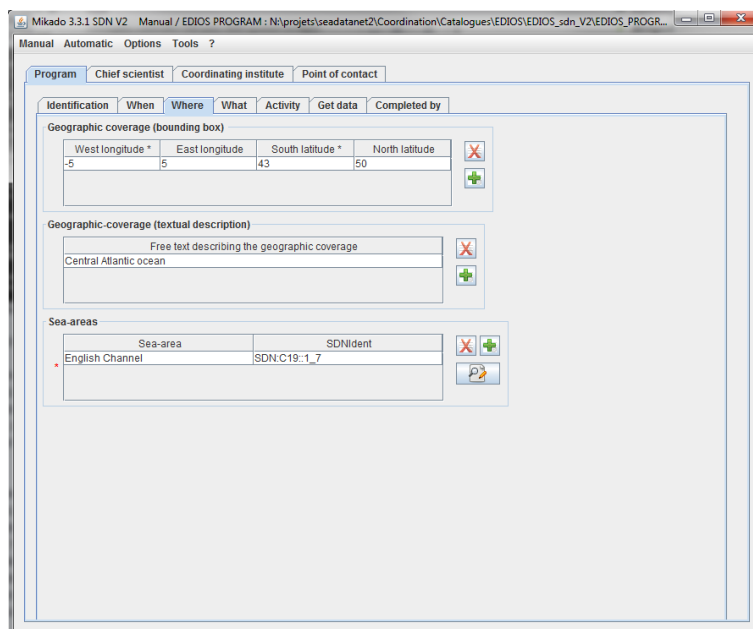 Mikado 3.3.1 SDN V2    Manual / EDIOS PROGRAM : N:\projets\seadatanet2\Coordination\Catalogues\EDIOS\EDIOS_sdn_V2\EDIOS_PROGR...
Manual Automatic Options Tools ?
Program Chief scientist Coordinating institute Point of contact
Identification When Where What Activity Get data Completed by
Geographic coverage (bounding box)
West longitude * East longitude South latitude * North latitude
-5 5 43 50
Geographic-coverage (textual description)
Free text describing the geographic coverage
Central Atlantic ocean
Sea-areas
Sea-area SDNIdent
* English Channel SDN:C19::1_7